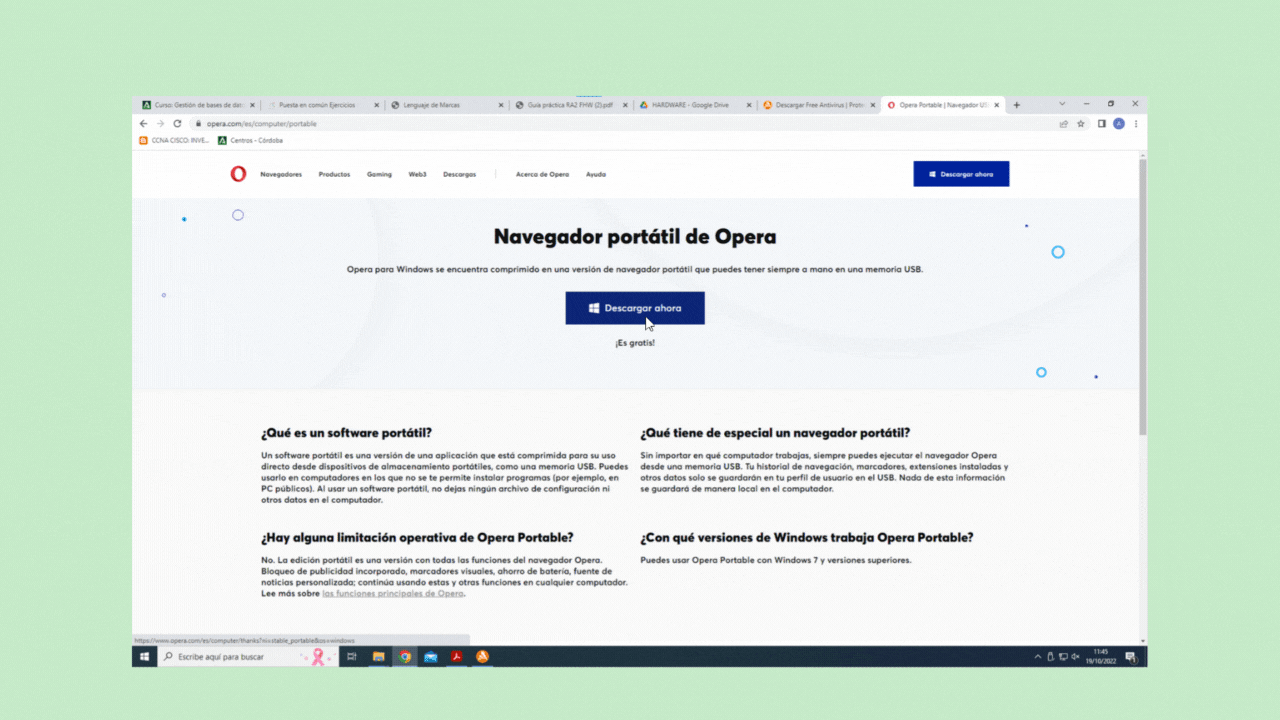 Curso: Gestión de bases de dat
Puesta en común Ejercicios
Lenguaje de Marcas
Guía práctica RA2 FHW (2).pdf
HARDWARE - Google Drive
Descargar Free Antivirus | Prote
Opera Portable | Navegador US
opera.com/es/computer/portable
A
CCNA CISCO: INVE...
Centros - Córdoba
Navegadores
Productos
Gaming
Web3
Descargas
Acerca de Opera
Ayuda
Descargar ahora
Navegador portátil de Opera
Opera para Windows se encuentra comprimido en una versión de navegador portátil que puedes tener siempre a mano en una memoria USB.
Descargar ahora
¡Es gratis!
¿Qué es un software portátil?
Un software portátil es una versión de una aplicación que está comprimida para su uso
directo desde dispositivos de almacenamiento portátiles, como una memoria USB. Puedes
usarlo en computadores en los que no se te permite instalar programas (por ejemplo, en
PC públicos). Al usar un software portátil, no dejas ningún archivo de configuración ni
otros datos en el computador.
¿Qué tiene de especial un navegador portátil?
Sin importar en qué computador trabajas, siempre puedes ejecutar el navegador Opera
desde una memoria USB. Tu historial de navegación, marcadores, extensiones instaladas y
otros datos solo se guardarán en tu perfil de usuario en el USB. Nada de esta información
se guardará de manera local en el computador.
¿Hay alguna limitación operativa de Opera Portable?
No. La edición portátil es una versión con todas las funciones del navegador Opera.
Bloqueo de publicidad incorporado, marcadores visuales, ahorro de batería, fuente de
noticias personalizada; continúa usando estas y otras funciones en cualquier computador.
Lee más sobre las funciones principales de Opera.
¿Con qué versiones de Windows trabaja Opera Portable?
Puedes usar Opera Portable con Windows 7 y versiones superiores.
https://www.opera.com/es/computer/thanks?ni=stable_portable&os=windows
Escribe aquí para buscar
11:45
19/10/2022